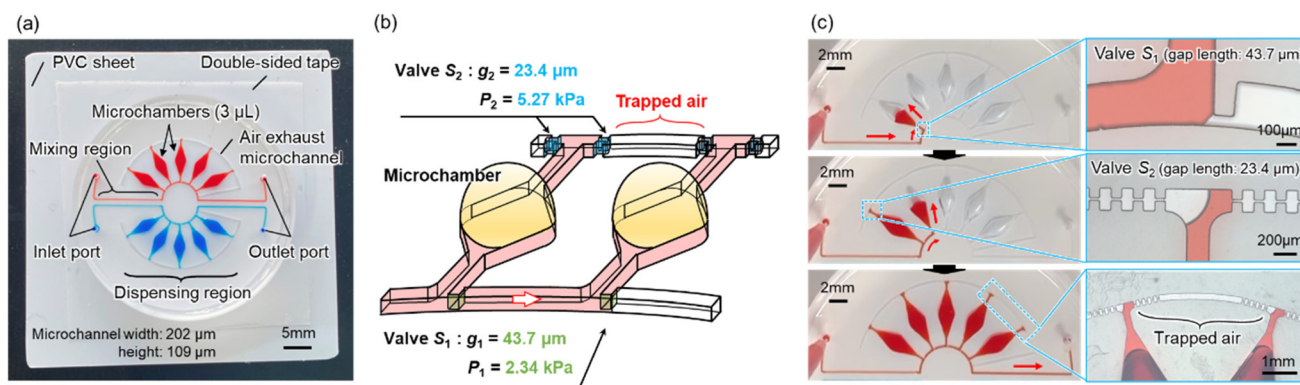 (a)
PVC sheet
Double-sided tape
Microchambers (3 µL)
Air exhaust
microchannel
Mixing region
Inlet port
Outlet port
Dispensing region
Microchannel width: 202 µm
height: 109 µm
5mm
(b)
Valve S₂ : g₂ = 23.4 µm
P₂ = 5.27 kPa
Trapped air
Microchamber
Valve S₁ : g₁ = 43.7 µm
P₁ = 2.34 kPa
(c)
2mm
Valve S₁ (gap length: 43.7 µm)
100µm
2mm
Valve S₂ (gap length: 23.4 µm)
200µm
2mm
Trapped air
1mm